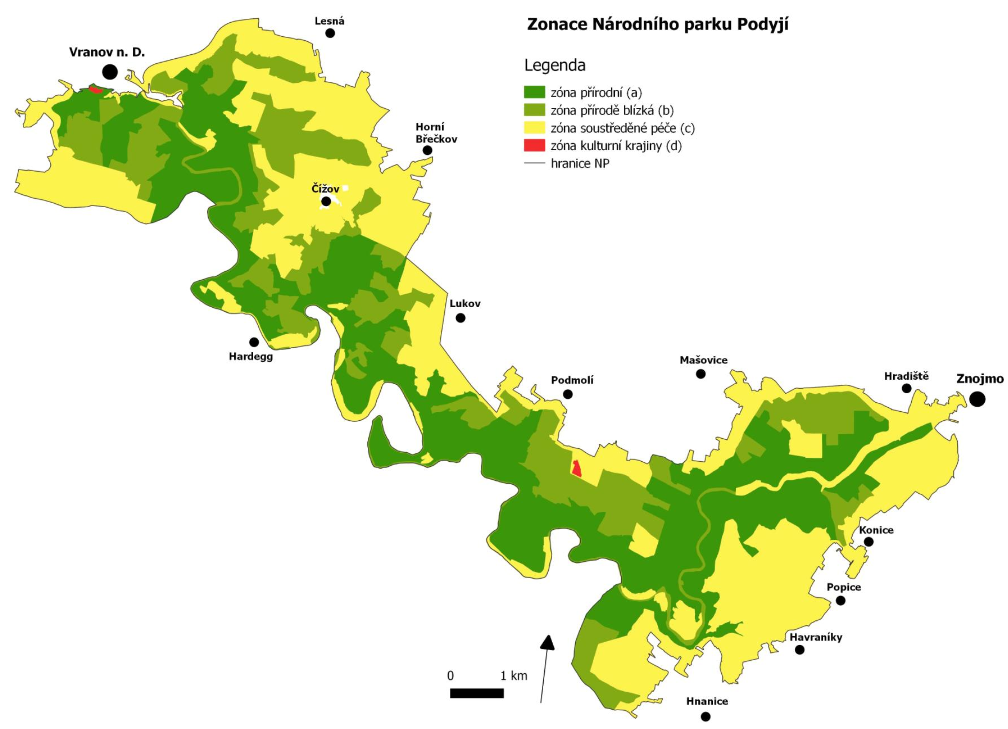 Zonace Národního parku Podyjí
Lesná
Vranov n. D.
Legenda
zóna přírodní (a)
zóna přírodě blízká (b)
zóna soustředěné péče (c)
zóna kulturní krajiny (d)
hranice NP
Horní
Břečkov
Čížov
Lukov
Hardegg
Mašovice
Podmolí
Hradiště
Znojmo
Konice
Popice
Havraníky
0 1 km
Hnanice